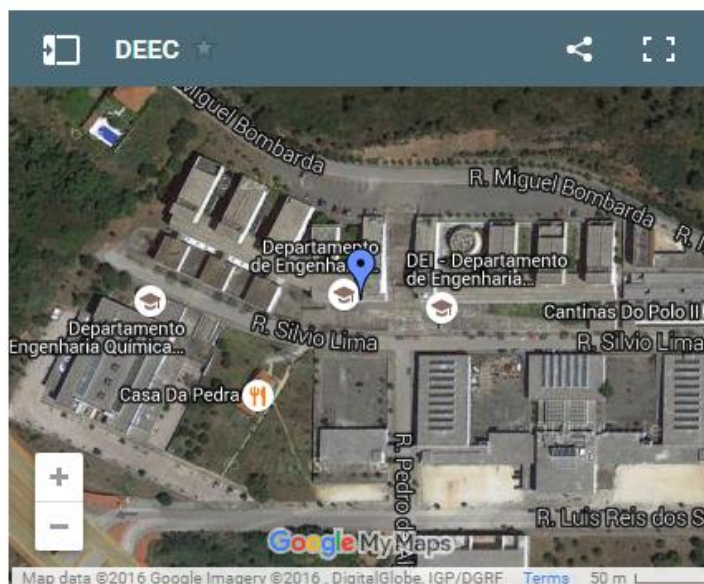 DEEC
Miguel Bombarda
R. Miguel Bombarda
Departamento
de Engenha...
DEI - Departamento
de Engenharia...
Departamento
Engenharia Química...
R. Silvio Lima
Cantinas Do Polo II
R. Silvio Lima
Casa Da Pedra
R. Pedro
R. Luis Reis dos S
Google My Maps
Map data ©2016 Google Imagery ©2016 , DigitalGlobe, IGP/DGRF Terms 50 m